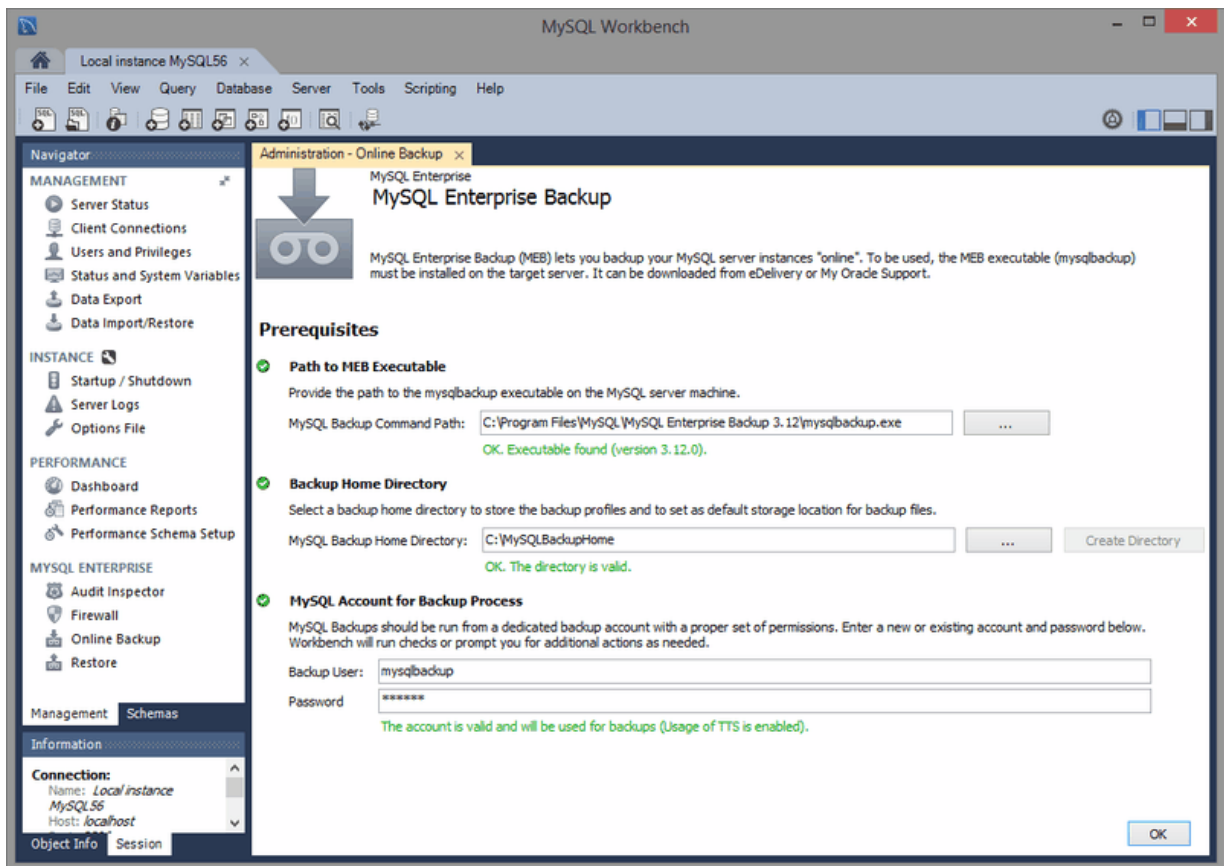 MySQL Workbench
Local instance MySQL56 ×
File Edit View Query Database Server Tools Scripting Help
Navigator
MANAGEMENT
Server Status
Client Connections
Users and Privileges
Status and System Variables
Data Export
Data Import/Restore
INSTANCE
Startup / Shutdown
Server Logs
Options File
PERFORMANCE
Dashboard
Performance Reports
Performance Schema Setup
MYSQL ENTERPRISE
Audit Inspector
Firewall
Online Backup
Restore
Management Schemas
Information
Connection:
Name: Local instance
MySQL56
Host: localhost
Object Info Session
Administration - Online Backup ×
MySQL Enterprise
MySQL Enterprise Backup
MySQL Enterprise Backup (MEB) lets you backup your MySQL server instances "online". To be used, the MEB executable (mysqlbackup)
must be installed on the target server. It can be downloaded from eDelivery or My Oracle Support.
Prerequisites
Path to MEB Executable
Provide the path to the mysqlbackup executable on the MySQL server machine.
MySQL Backup Command Path: C:\Program Files\MySQL\MySQL Enterprise Backup 3.12\mysqlbackup.exe ...
OK. Executable found (version 3.12.0).
Backup Home Directory
Select a backup home directory to store the backup profiles and to set as default storage location for backup files.
MySQL Backup Home Directory: C:\MySQLBackupHome ... Create Directory
OK. The directory is valid.
MySQL Account for Backup Process
MySQL Backups should be run from a dedicated backup account with a proper set of permissions. Enter a new or existing account and password below.
Workbench will run checks or prompt you for additional actions as needed.
Backup User: mysqlbackup
Password ******
The account is valid and will be used for backups (Usage of TTS is enabled).
OK